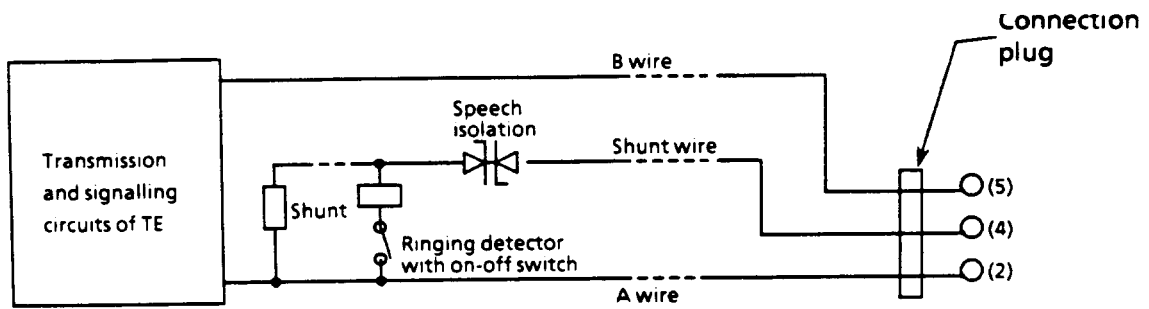 Connection
plug
B wire
Speech
isolation
Transmission
and signalling
circuits of TE
Shunt wire
Shunt
(5)
(4)
Ringing detector
with on-off switch
(2)
A wire